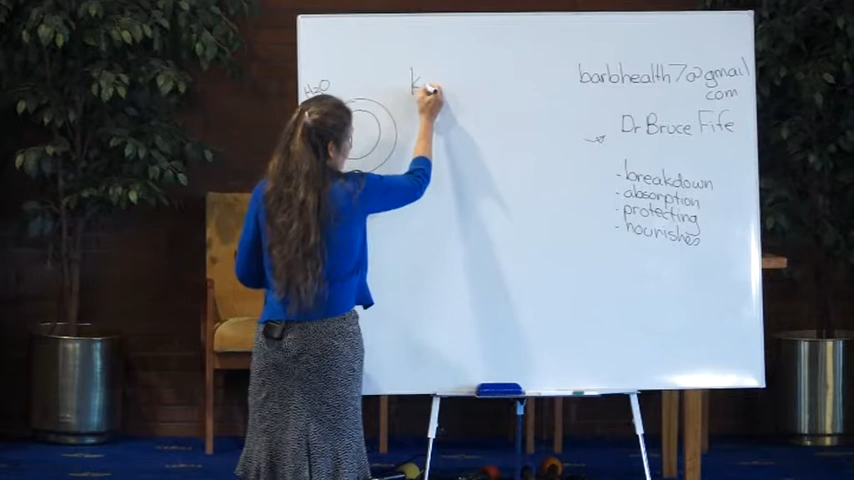 H2O
k
barbhealth7@gmail
com
Dr Bruce Fife
- breakdown
- absorption
- protecting
- nourishes